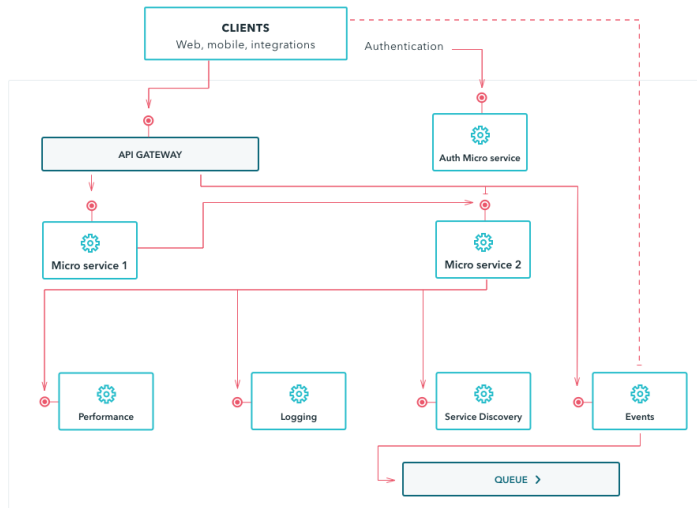 CLIENTS
Web, mobile, integrations
Authentication
API GATEWAY
Auth Micro service
Micro service 1
Micro service 2
Performance
Logging
Service Discovery
Events
QUEUE